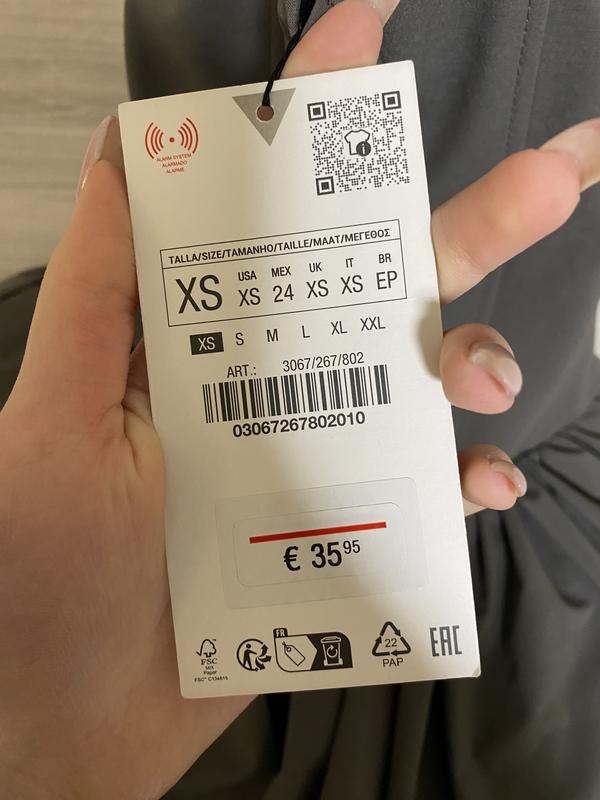 ALARM SYSTEM
ALARMADO
ALARME
TALLA/SIZE/TAMANHO/TAILLE/MAAT/ΜΕΓΕΘΟΣ
XS
USA MEX UK IT BR
XS 24 XS XS EP
XS S M L XL XXL
ART.: 3067/267/802
03067267802010
€ 35 95
FR
FSC
MIX
Paper
FSC® C134815
22
PAP
EAC